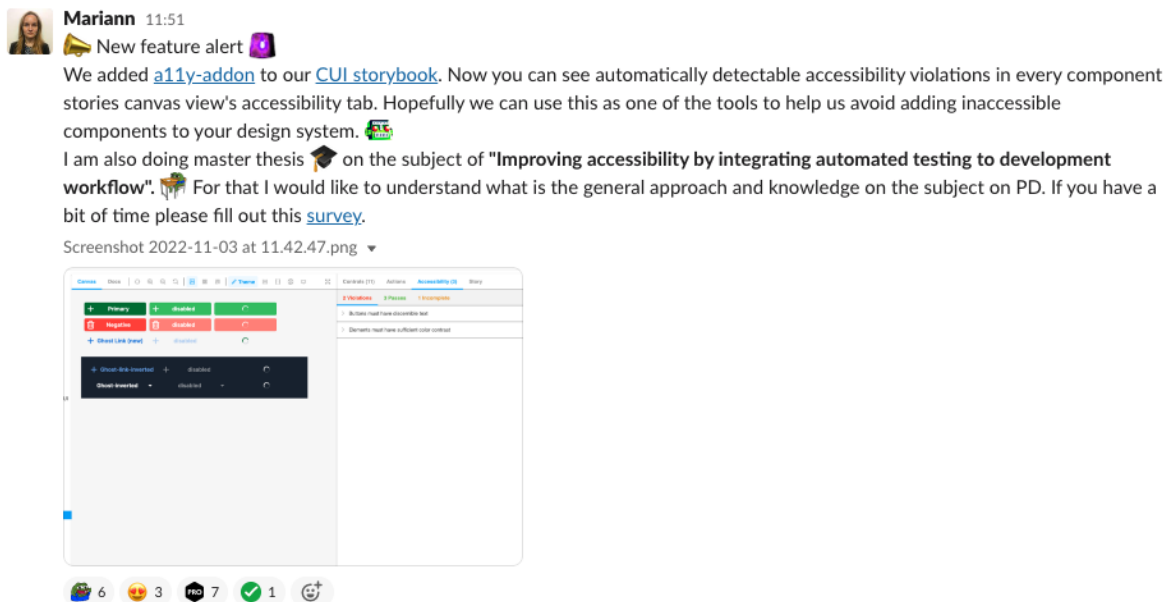 Mariann 11:51
New feature alert
We added a11y-addon to our CUI storybook. Now you can see automatically detectable accessibility violations in every component
stories canvas view's accessibility tab. Hopefully we can use this as one of the tools to help us avoid adding inaccessible
components to your design system.
I am also doing master thesis on the subject of "Improving accessibility by integrating automated testing to development
workflow". For that I would like to understand what is the general approach and knowledge on the subject on PD. If you have a
bit of time please fill out this survey.
Screenshot 2022-11-03 at 11.42.47.png
Canvas Docs Theme Controls (11) Actions Accessibility (3) Story
2 Violations 3 Passes 1 Incomplete
Primary disabled
Buttons must have discernible text
Negative disabled
Elements must have sufficient color contrast
Ghost Link (new) disabled
Ghost-link-inverted disabled
Ghost-inverted disabled
6 3 PRO 7 1